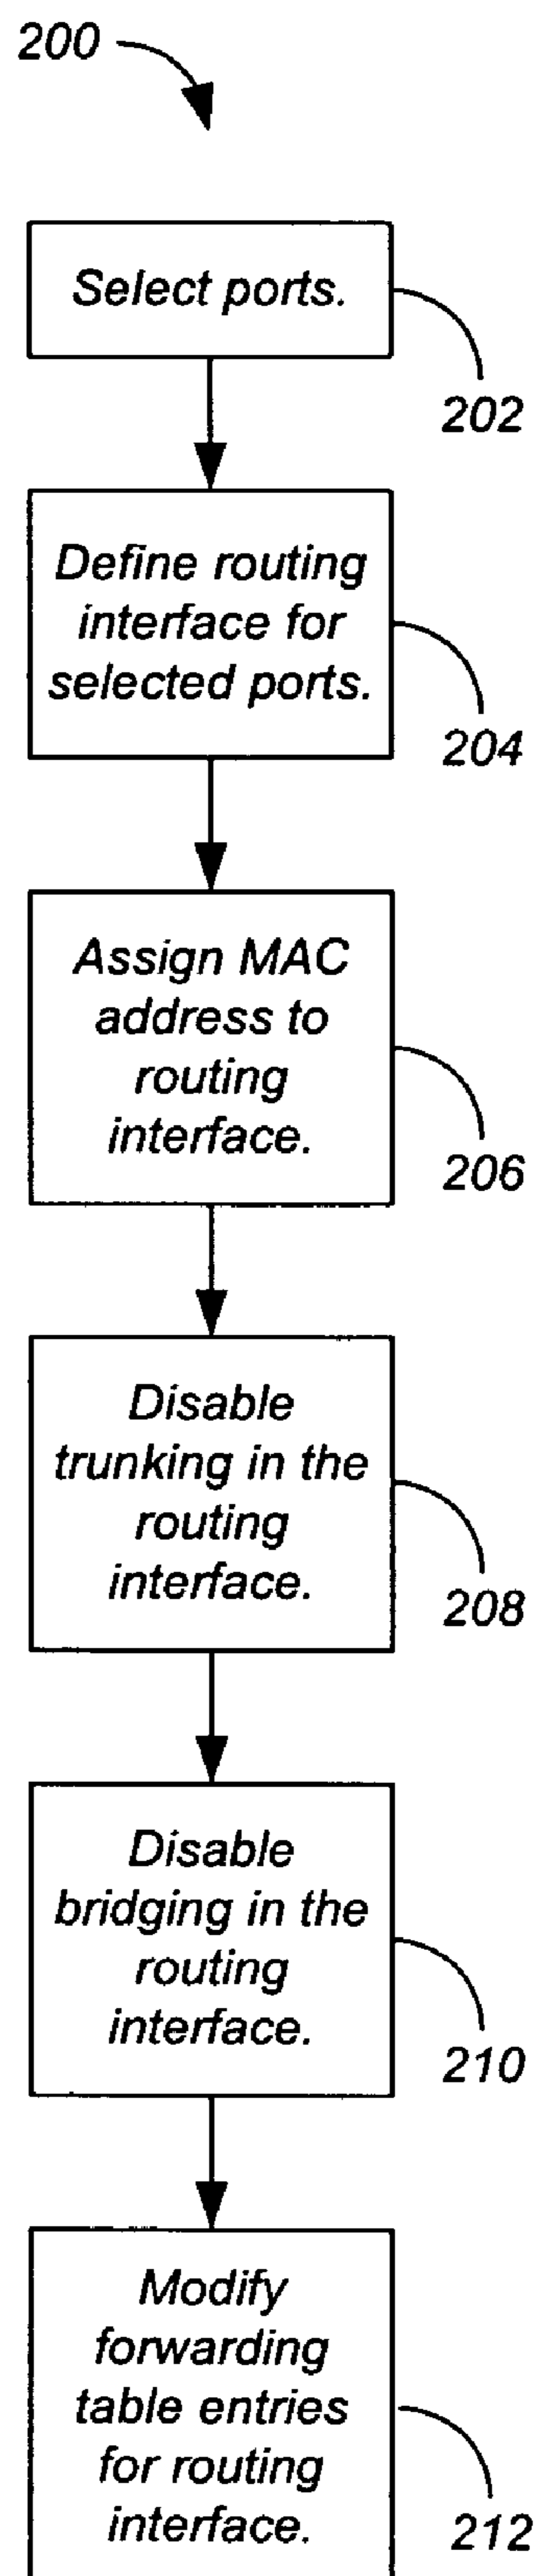 200
Select ports.
202
Define routing
interface for
selected ports.
204
Assign MAC
address to
routing
interface.
206
Disable
trunking in the
routing
interface.
208
Disable
bridging in the
routing
interface.
210
Modify
forwarding
table entries
for routing
interface.
212